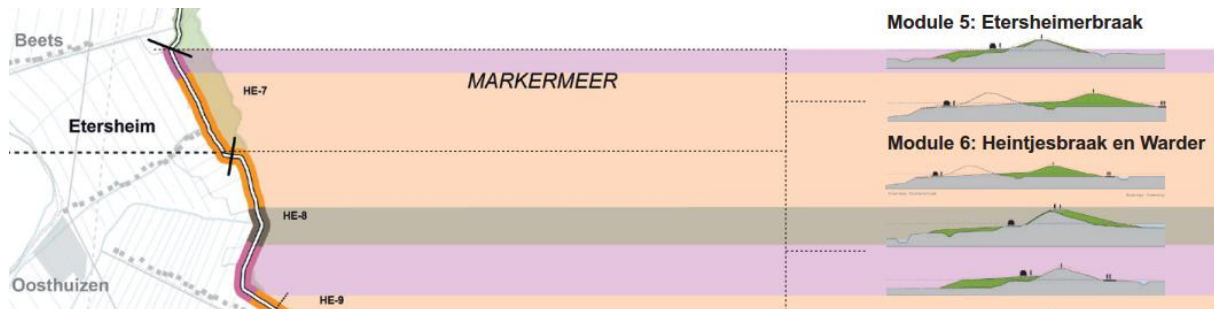 Module 5: Etersheimerbraak
Beets
MARKERMEER
HE-7
Etersheim
Module 6: Heintjesbraak en Warder
HE-8
Oosthuizen
HE-9